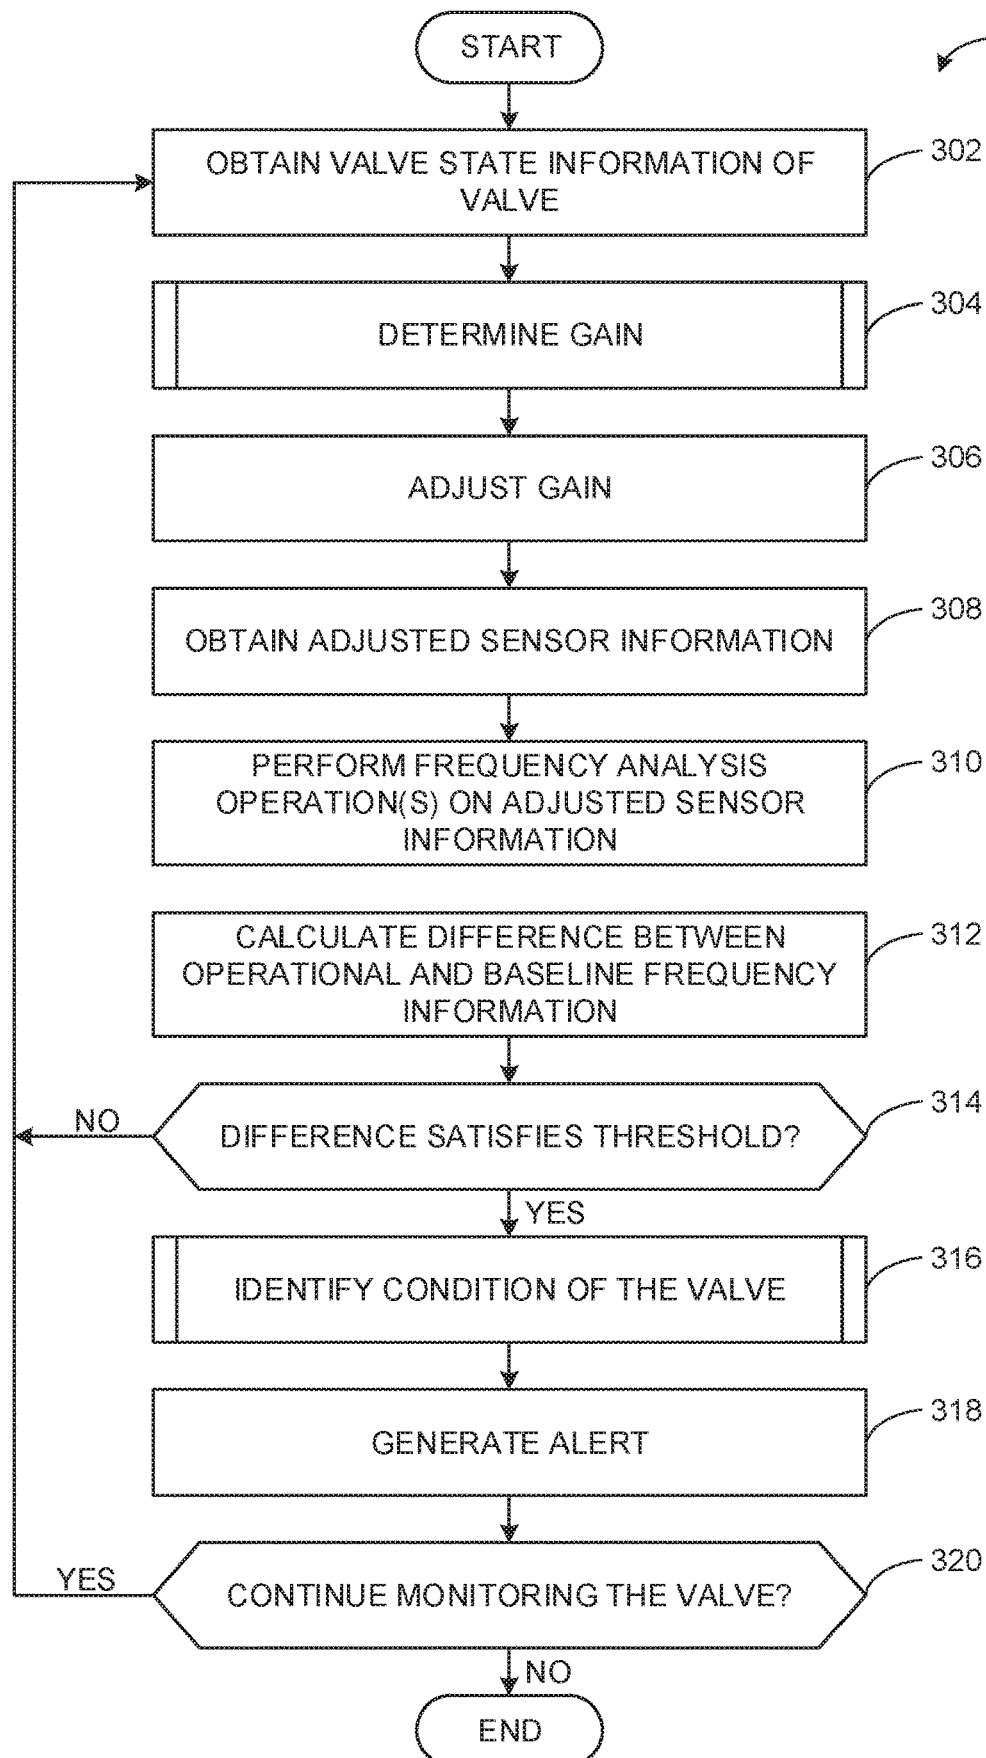 START
OBTAIN VALVE STATE INFORMATION OF
VALVE
302
DETERMINE GAIN
304
ADJUST GAIN
306
OBTAIN ADJUSTED SENSOR INFORMATION
308
PERFORM FREQUENCY ANALYSIS
OPERATION(S) ON ADJUSTED SENSOR
INFORMATION
310
CALCULATE DIFFERENCE BETWEEN
OPERATIONAL AND BASELINE FREQUENCY
INFORMATION
312
DIFFERENCE SATISFIES THRESHOLD?
314
NO
YES
IDENTIFY CONDITION OF THE VALVE
316
GENERATE ALERT
318
CONTINUE MONITORING THE VALVE?
320
YES
NO
END